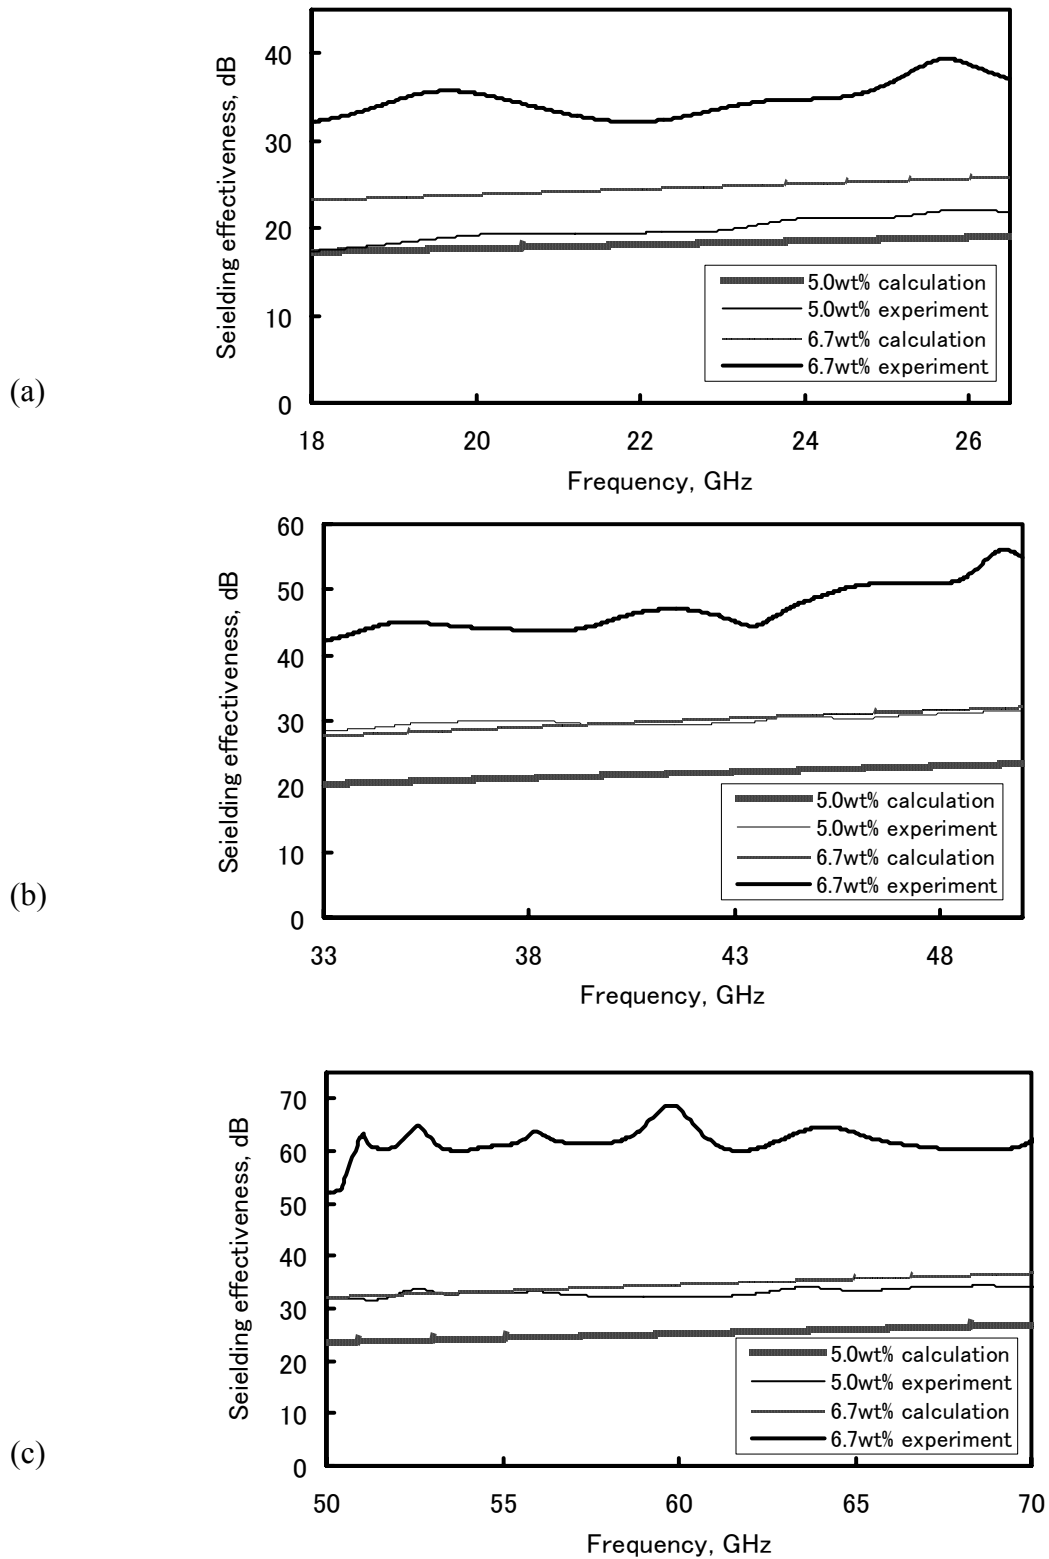 (a)
Seielding effectiveness, dB
40
30
20
10
0
5.0wt% calculation
5.0wt% experiment
6.7wt% calculation
6.7wt% experiment
18 20 22 24 26
Frequency, GHz
(b)
Seielding effectiveness, dB
60
50
40
30
20
10
0
5.0wt% calculation
5.0wt% experiment
6.7wt% calculation
6.7wt% experiment
33 38 43 48
Frequency, GHz
(c)
Seielding effectiveness, dB
70
60
50
40
30
20
10
0
5.0wt% calculation
5.0wt% experiment
6.7wt% calculation
6.7wt% experiment
50 55 60 65 70
Frequency, GHz